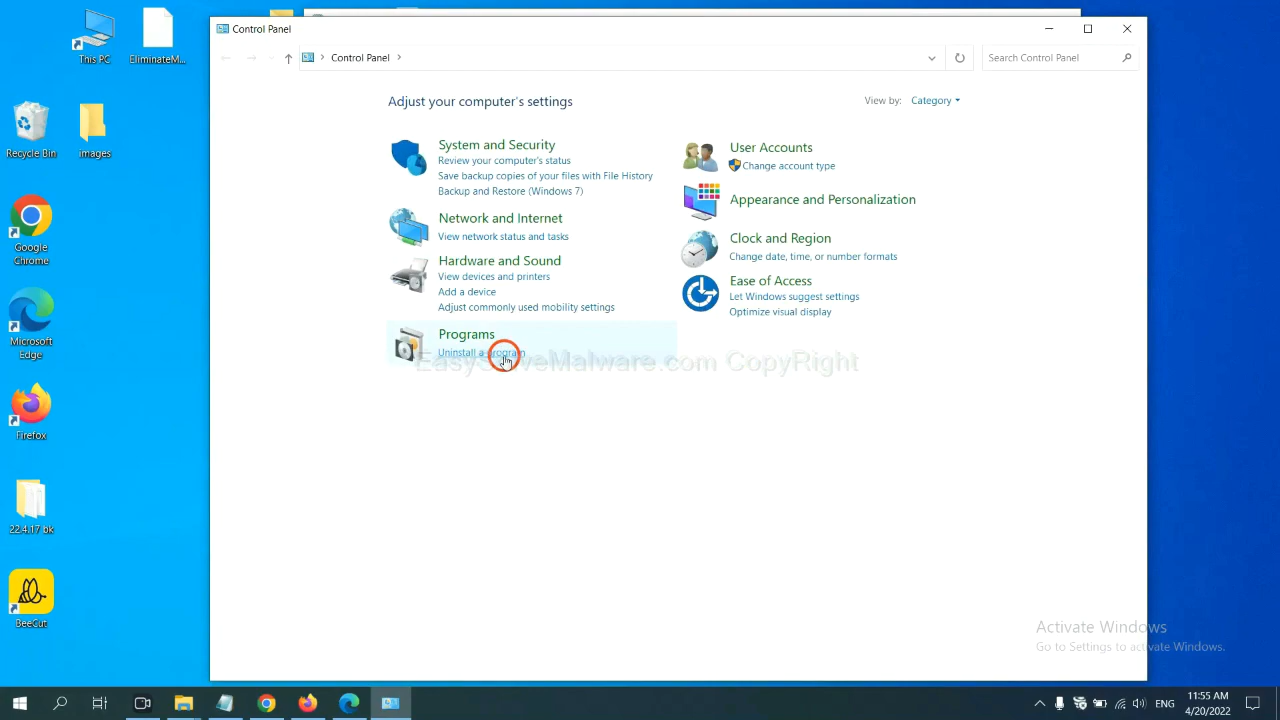 Control Panel
This PC
EliminateM...
Control Panel
Search Control Panel
Adjust your computer's settings
View by: Category
System and Security
Review your computer's status
Save backup copies of your files with File History
Backup and Restore (Windows 7)
Network and Internet
View network status and tasks
Hardware and Sound
View devices and printers
Add a device
Adjust commonly used mobility settings
Programs
Uninstall a program
User Accounts
Change account type
Appearance and Personalization
Clock and Region
Change date, time, or number formats
Ease of Access
Let Windows suggest settings
Optimize visual display
EasySolveMalware.com CopyRight
Recycle Bin
images
Google
Chrome
Microsoft
Edge
Firefox
22.4.17 bk
BeeCut
Activate Windows
Go to Settings to activate Windows.
ENG
11:55 AM
4/20/2022